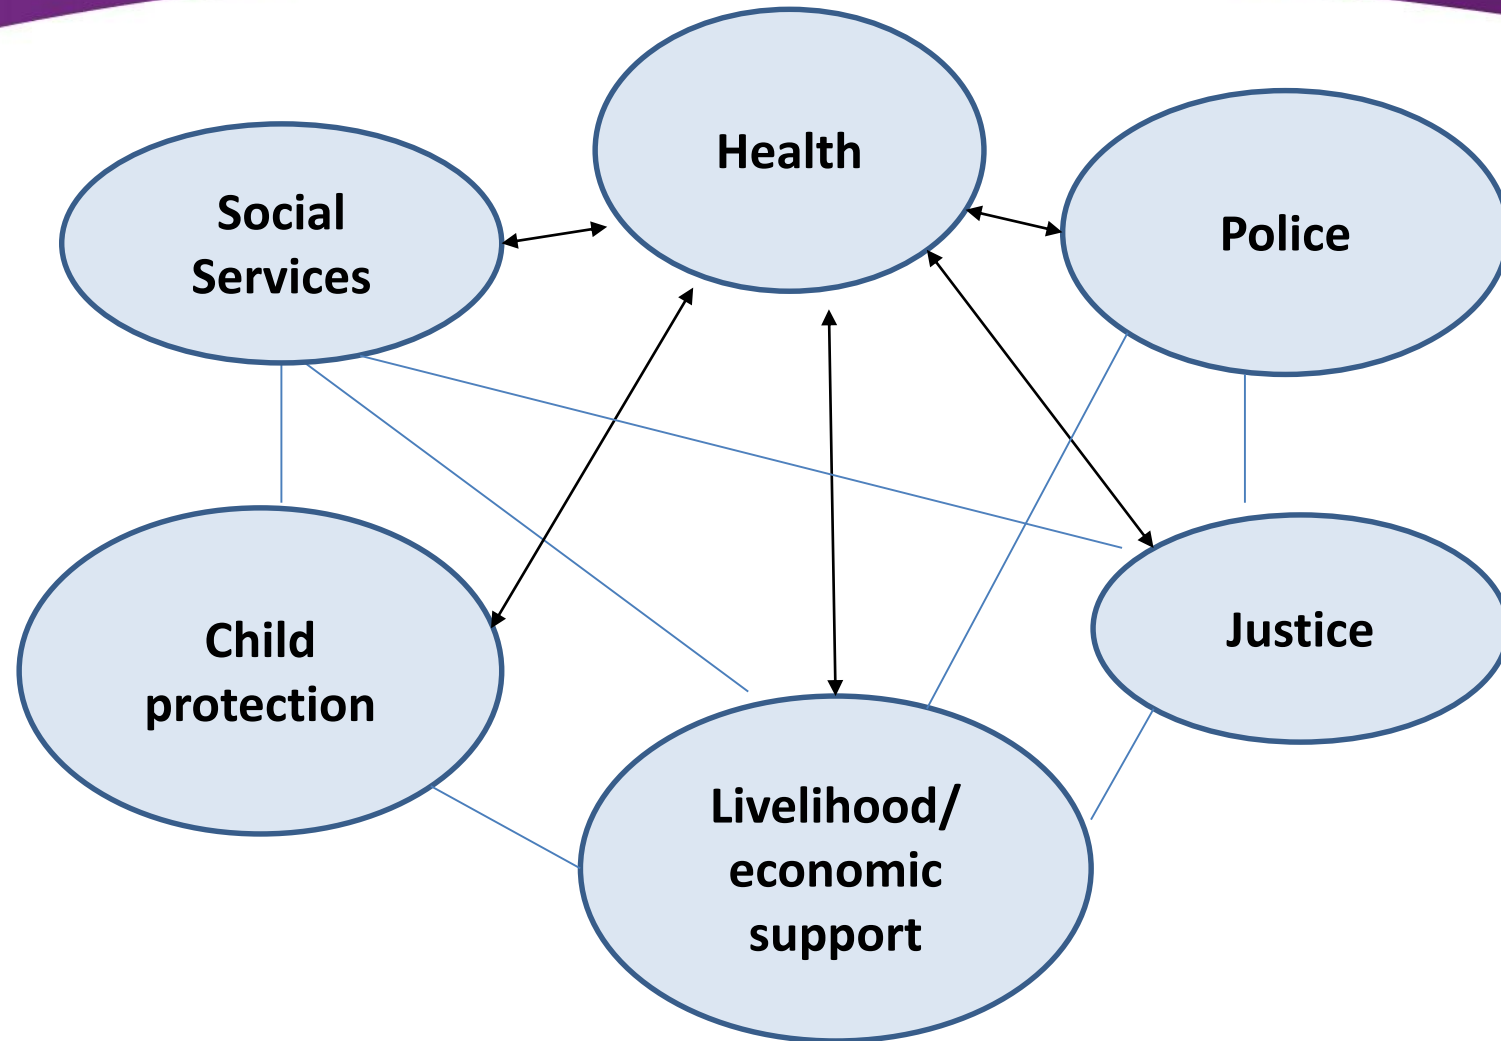 Health
Social
Services
Police
Child
protection
Justice
Livelihood/
economic
support